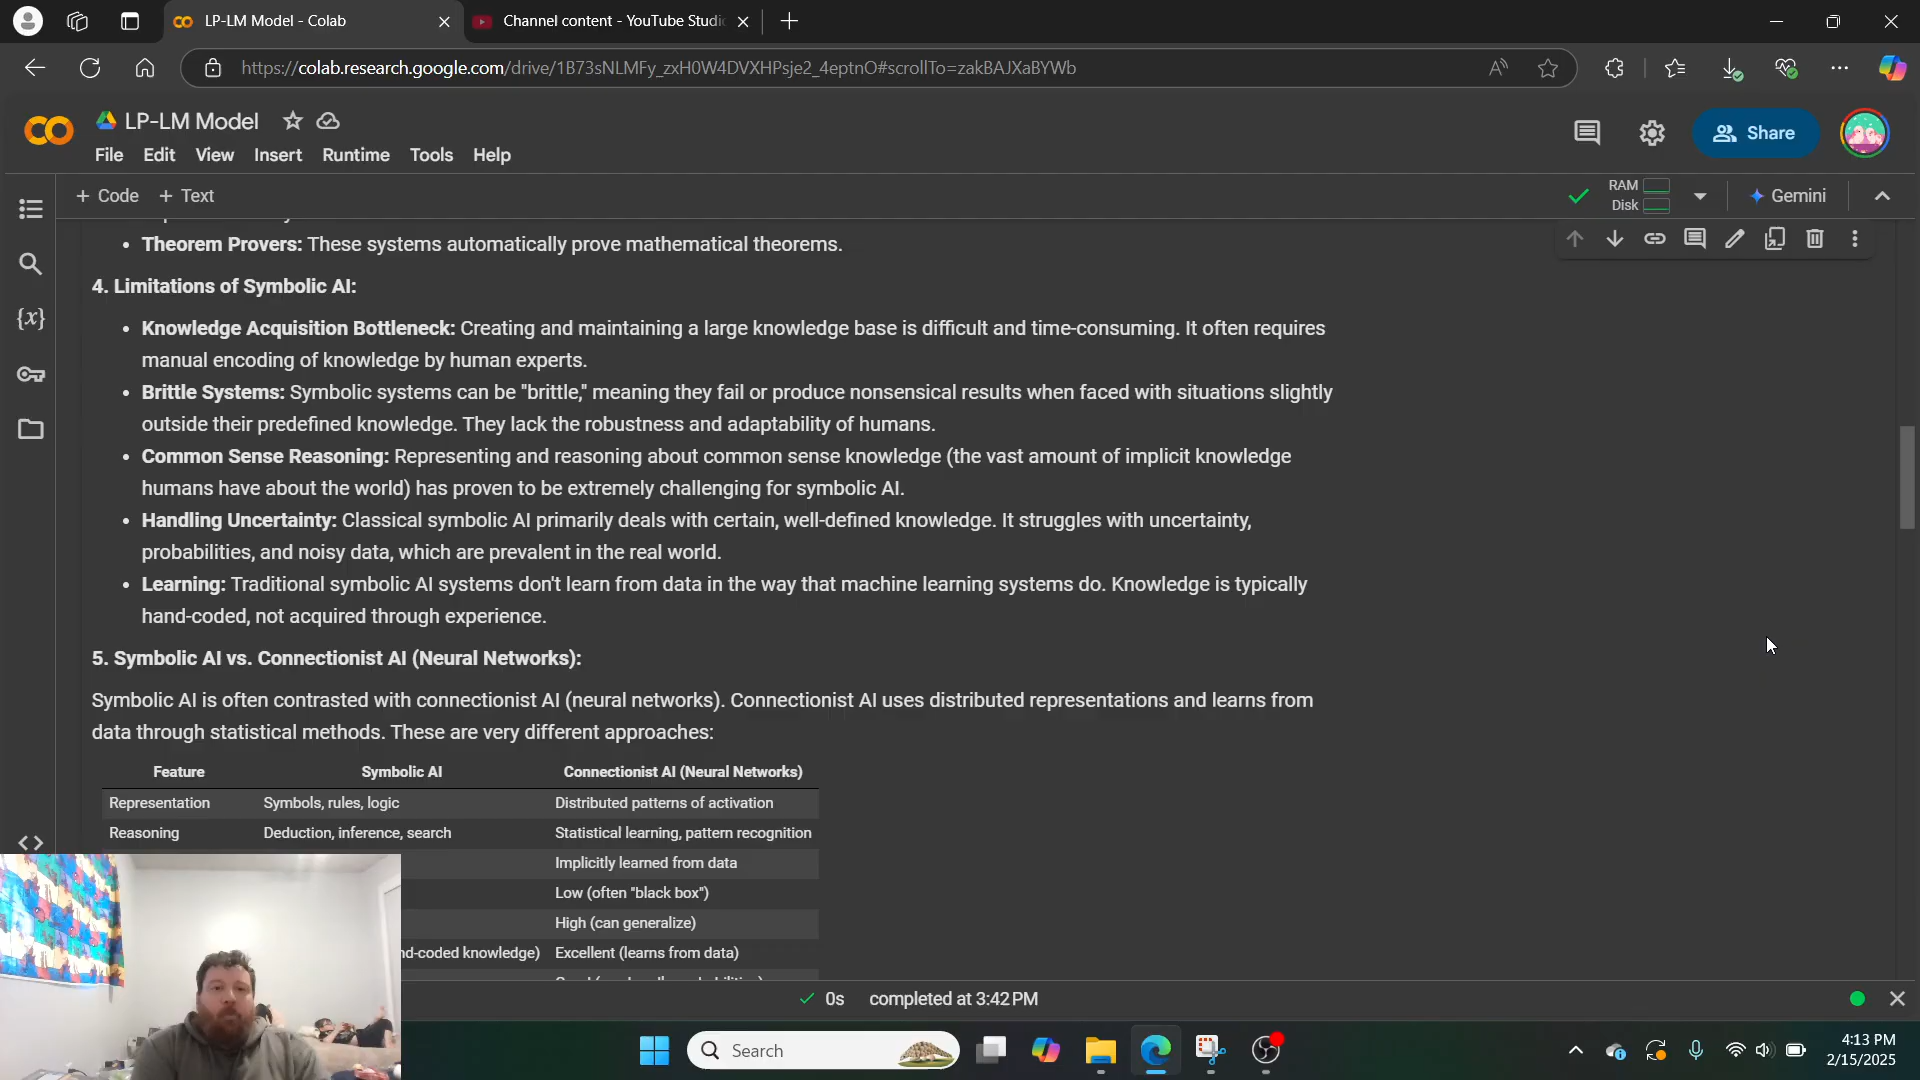 LP-LM Model - Colab
Channel content - YouTube Studi
https://colab.research.google.com/drive/1B73sNLMFy_zxH0W4DVXHPsje2_4eptnO#scrollTo=zakBAJXaBYWb
LP-LM Model
Share
File Edit View Insert Runtime Tools Help
+ Code + Text
RAM
Disk
Gemini
• Theorem Provers: These systems automatically prove mathematical theorems.
4. Limitations of Symbolic AI:
• Knowledge Acquisition Bottleneck: Creating and maintaining a large knowledge base is difficult and time-consuming. It often requires
manual encoding of knowledge by human experts.
• Brittle Systems: Symbolic systems can be "brittle," meaning they fail or produce nonsensical results when faced with situations slightly
outside their predefined knowledge. They lack the robustness and adaptability of humans.
• Common Sense Reasoning: Representing and reasoning about common sense knowledge (the vast amount of implicit knowledge
humans have about the world) has proven to be extremely challenging for symbolic AI.
• Handling Uncertainty: Classical symbolic AI primarily deals with certain, well-defined knowledge. It struggles with uncertainty,
probabilities, and noisy data, which are prevalent in the real world.
• Learning: Traditional symbolic AI systems don't learn from data in the way that machine learning systems do. Knowledge is typically
hand-coded, not acquired through experience.
5. Symbolic AI vs. Connectionist AI (Neural Networks):
Symbolic AI is often contrasted with connectionist AI (neural networks). Connectionist AI uses distributed representations and learns from
data through statistical methods. These are very different approaches:
Feature Symbolic AI Connectionist AI (Neural Networks)
Representation Symbols, rules, logic Distributed patterns of activation
Reasoning Deduction, inference, search Statistical learning, pattern recognition
Implicitly learned from data
Low (often "black box")
High (can generalize)
nd-coded knowledge) Excellent (learns from data)
0s completed at 3:42 PM
Search
4:13 PM
2/15/2025